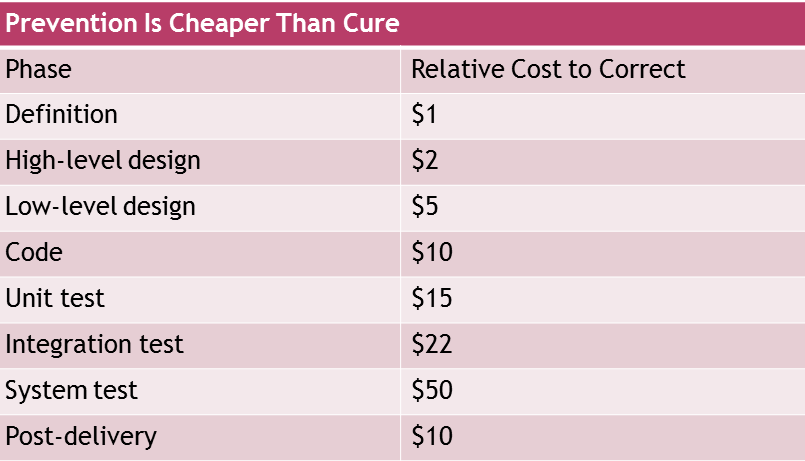 Prevention Is Cheaper Than Cure
Phase Relative Cost to Correct
Definition $1
High-level design $2
Low-level design $5
Code $10
Unit test $15
Integration test $22
System test $50
Post-delivery $10